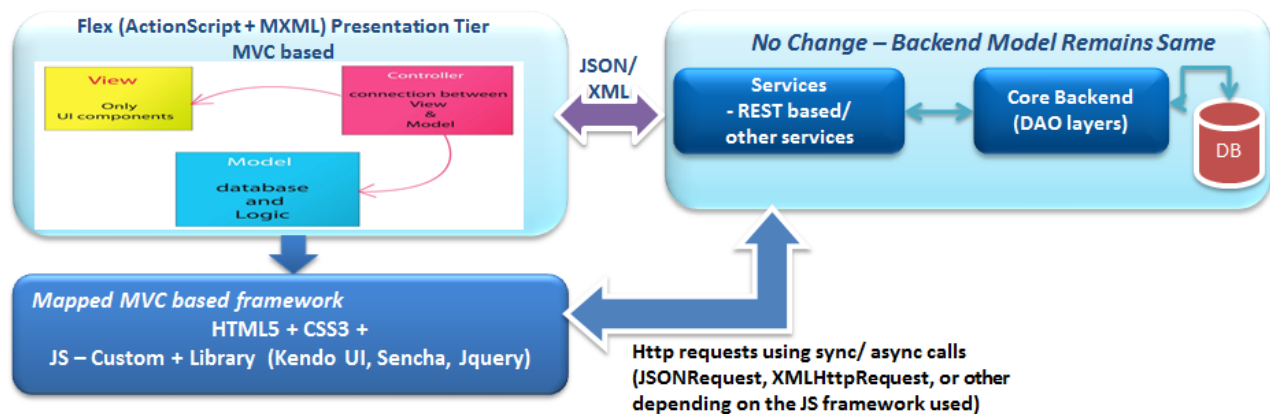 Flex (ActionScript + MXML) Presentation Tier
MVC based
View
Only
UI components
Controller
connection between
View
&
Model
Model
database
and
Logic
JSON/
XML
No Change – Backend Model Remains Same
Services
- REST based/
other services
Core Backend
(DAO layers)
DB
Mapped MVC based framework
HTML5 + CSS3 +
JS – Custom + Library (Kendo UI, Sencha, Jquery)
Http requests using sync/ async calls
(JSONRequest, XMLHttpRequest, or other
depending on the JS framework used)